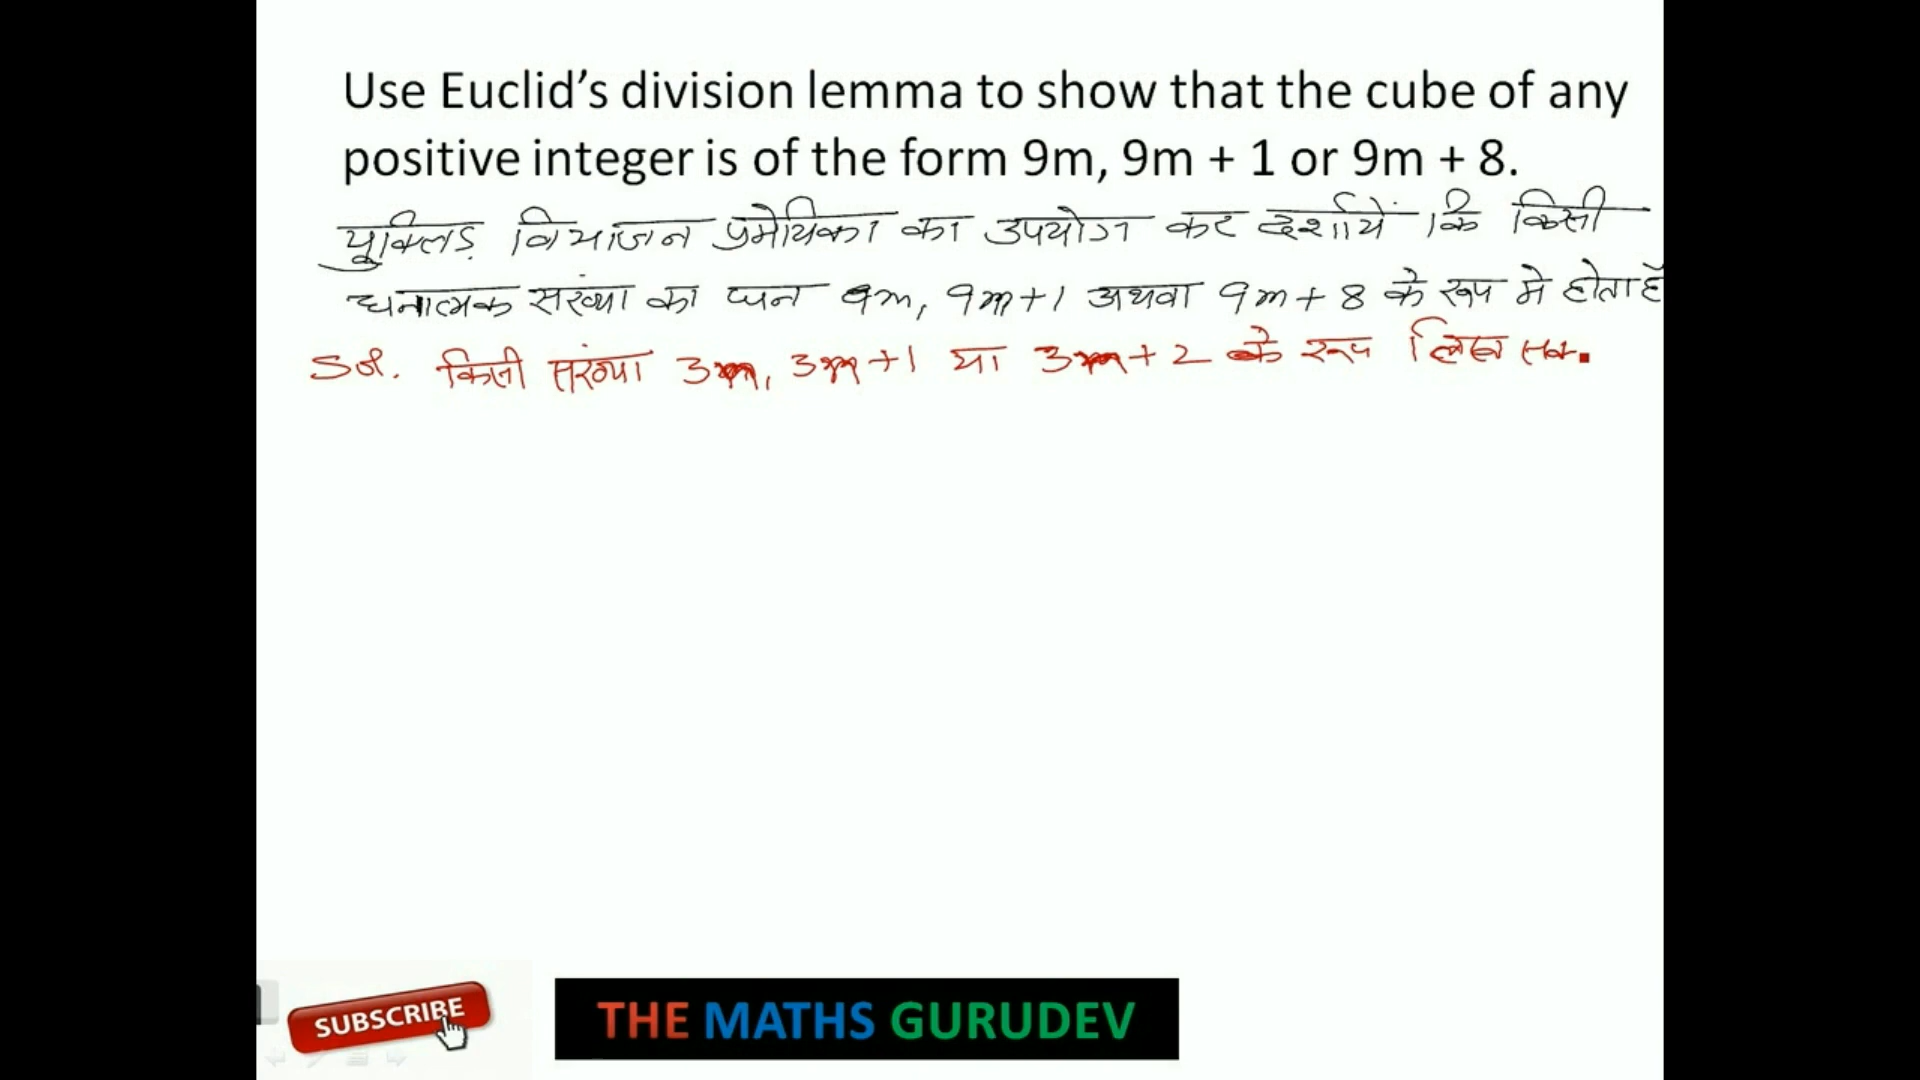 Use Euclid’s division lemma to show that the cube of any
positive integer is of the form 9m, 9m + 1 or 9m + 8.
यूक्लिड विभाजन प्रमेयिका का उपयोग कर दर्शायें कि किसी
धनात्मक संख्या का घन 9m, 9m+1 अथवा 9m+8 के रूप मे होता है
Sol. किसी संख्या 3m, 3m+1 या 3m+2 के रूप लिख सक
SUBSCRIBE
THE MATHS GURUDEV